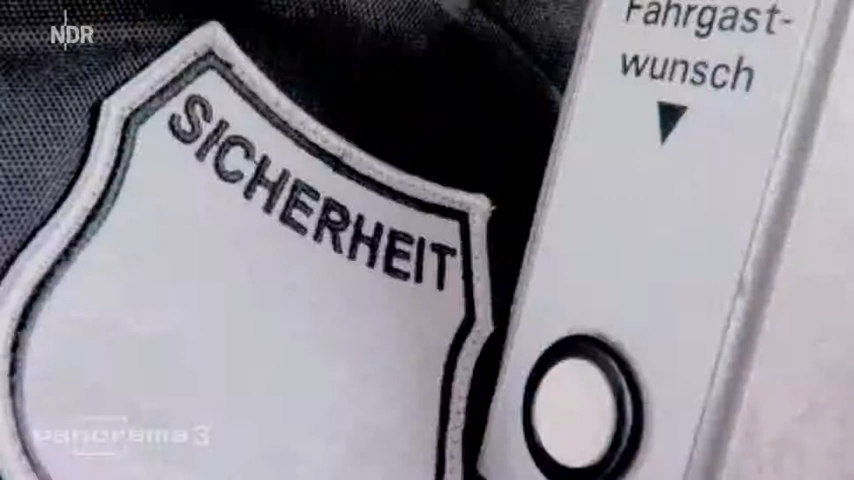 NDR
SICHERHEIT
Fahrgast-
wunsch
panorama 3